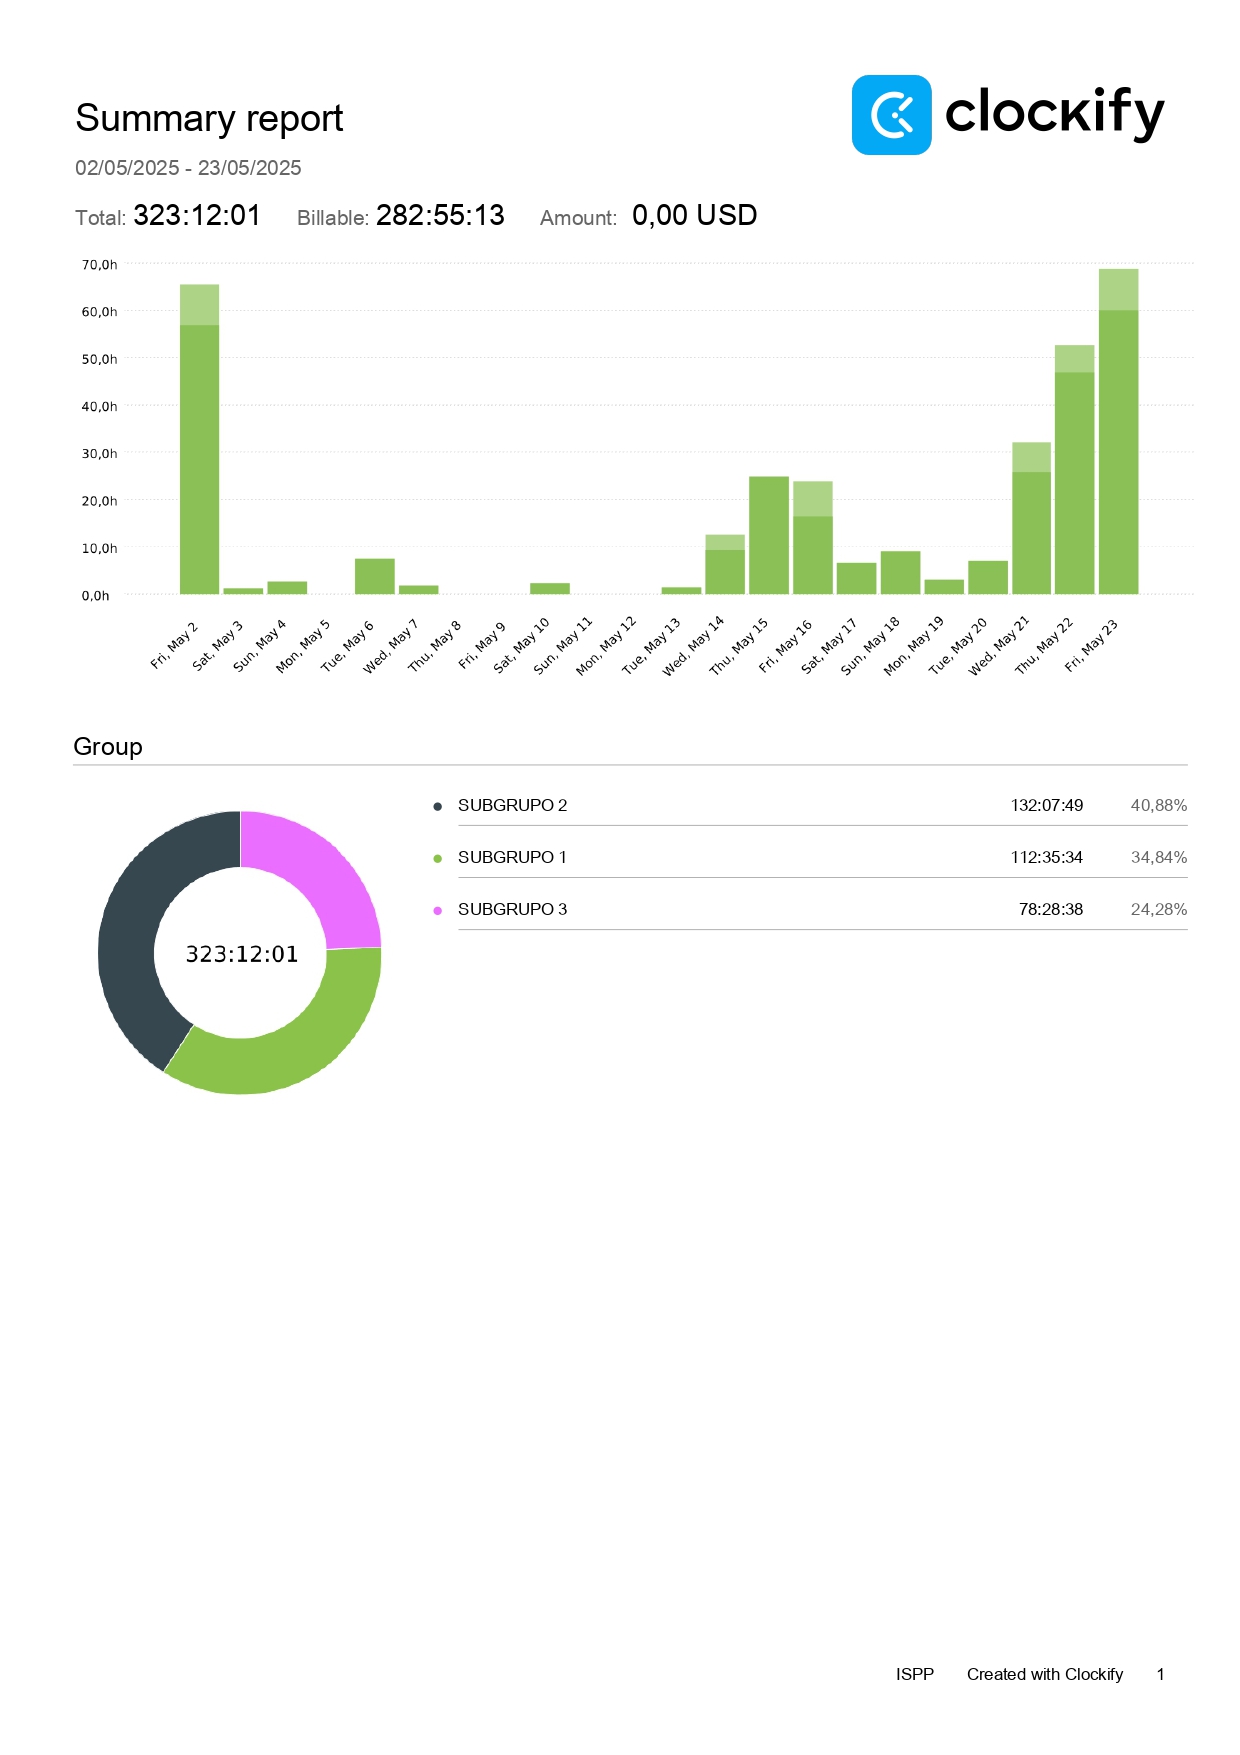 Summary report
clockify
02/05/2025 - 23/05/2025
Total: 323:12:01 Billable: 282:55:13 Amount: 0,00 USD
70,0h
60,0h
50,0h
40,0h
30,0h
20,0h
10,0h
0,0h
Fri, May 2
Sat, May 3
Sun, May 4
Mon, May 5
Tue, May 6
Wed, May 7
Thu, May 8
Fri, May 9
Sat, May 10
Sun, May 11
Mon, May 12
Tue, May 13
Wed, May 14
Thu, May 15
Fri, May 16
Sat, May 17
Sun, May 18
Mon, May 19
Tue, May 20
Wed, May 21
Thu, May 22
Fri, May 23
Group
SUBGRUPO 2 132:07:49 40,88%
SUBGRUPO 1 112:35:34 34,84%
SUBGRUPO 3 78:28:38 24,28%
323:12:01
ISPP Created with Clockify 1